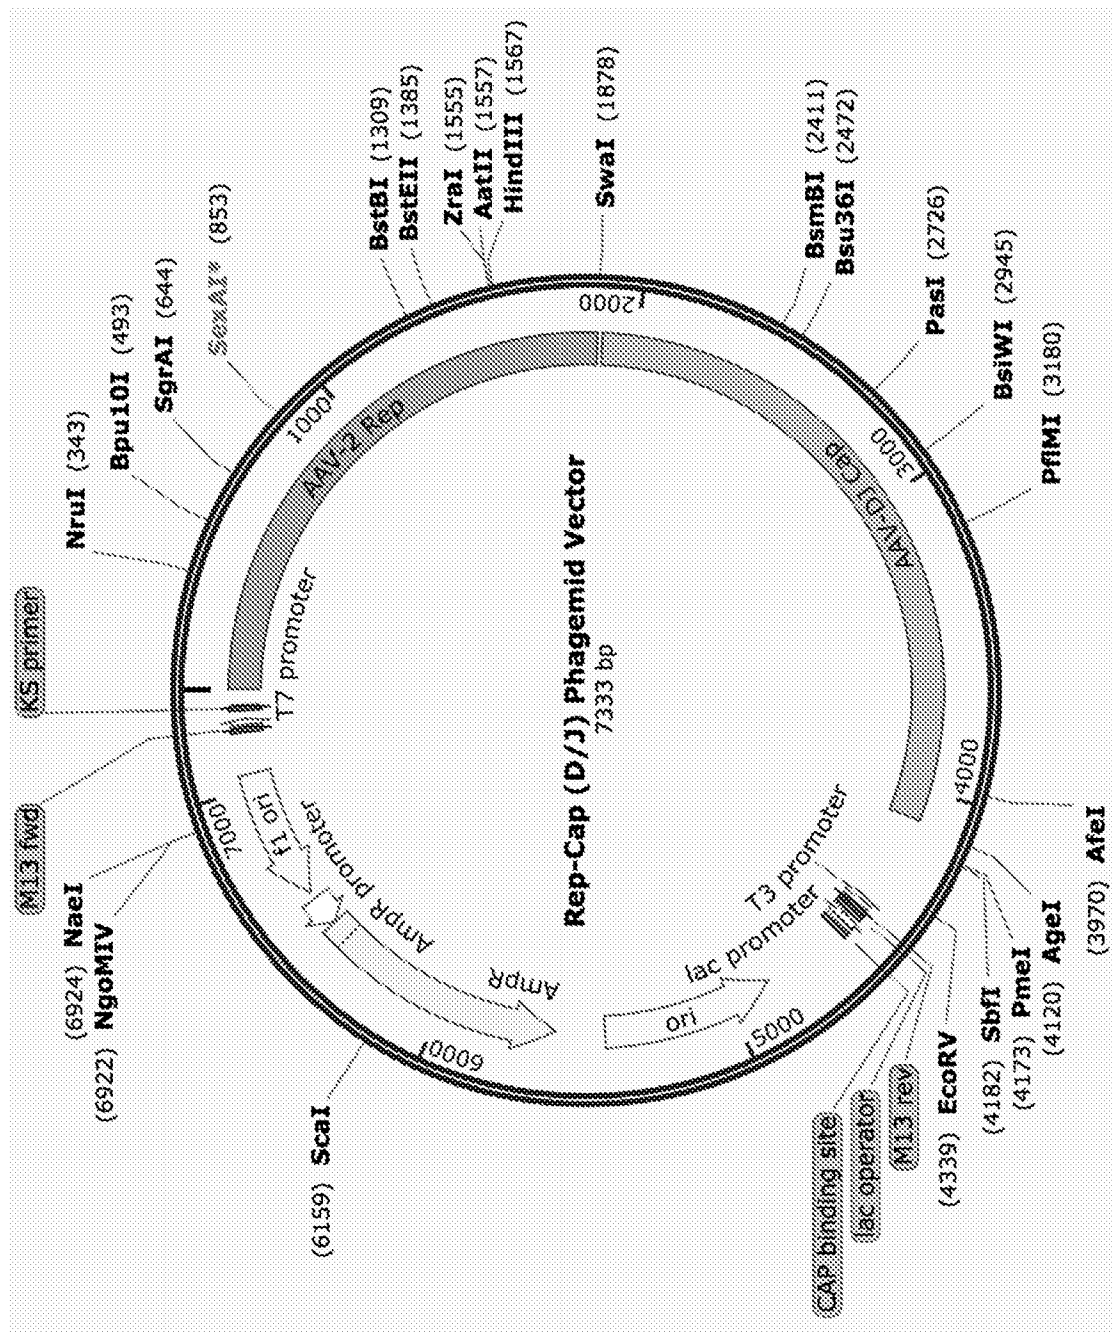 Rep-Cap (D/J) Phagemid Vector
7333 bp
KS primer
NruI (343)
Bpu10I (493)
SgrAI (644)
SexAI* (853)
BstBI (1309)
BstEII (1385)
ZraI (1555)
AatII (1557)
HindIII (1567)
SwaI (1878)
BsmBI (2411)
Bsu36I (2472)
PasI (2726)
BsiWI (2945)
PflMI (3180)
(3970) AfeI
(4120) AgeI
(4173) PmeI
(4182) SbfI
(4339) EcoRV
M13 rev
lac operator
CAP binding site
(6159) ScaI
(6922) NgoMIV
(6924) NaeI
M13 fwd
1000
2000
3000
4000
5000
6000
7000
T7 promoter
AAV-2 Rep
AAV-DJ Cap
T3 promoter
lac promoter
ori
AmpR
AmpR promoter
f1 ori